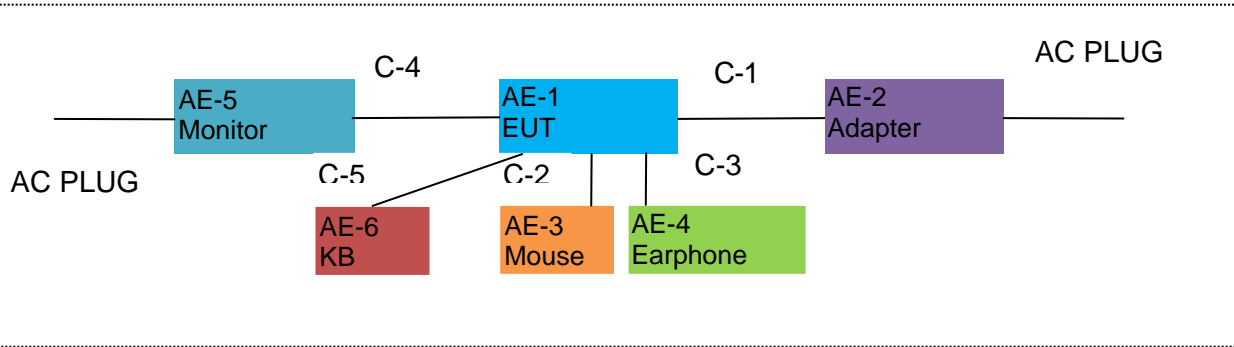 AC PLUG
C-4
C-1
AE-5
Monitor
AE-1
EUT
AE-2
Adapter
C-5
C-2
C-3
AC PLUG
AE-6
KB
AE-3
Mouse
AE-4
Earphone